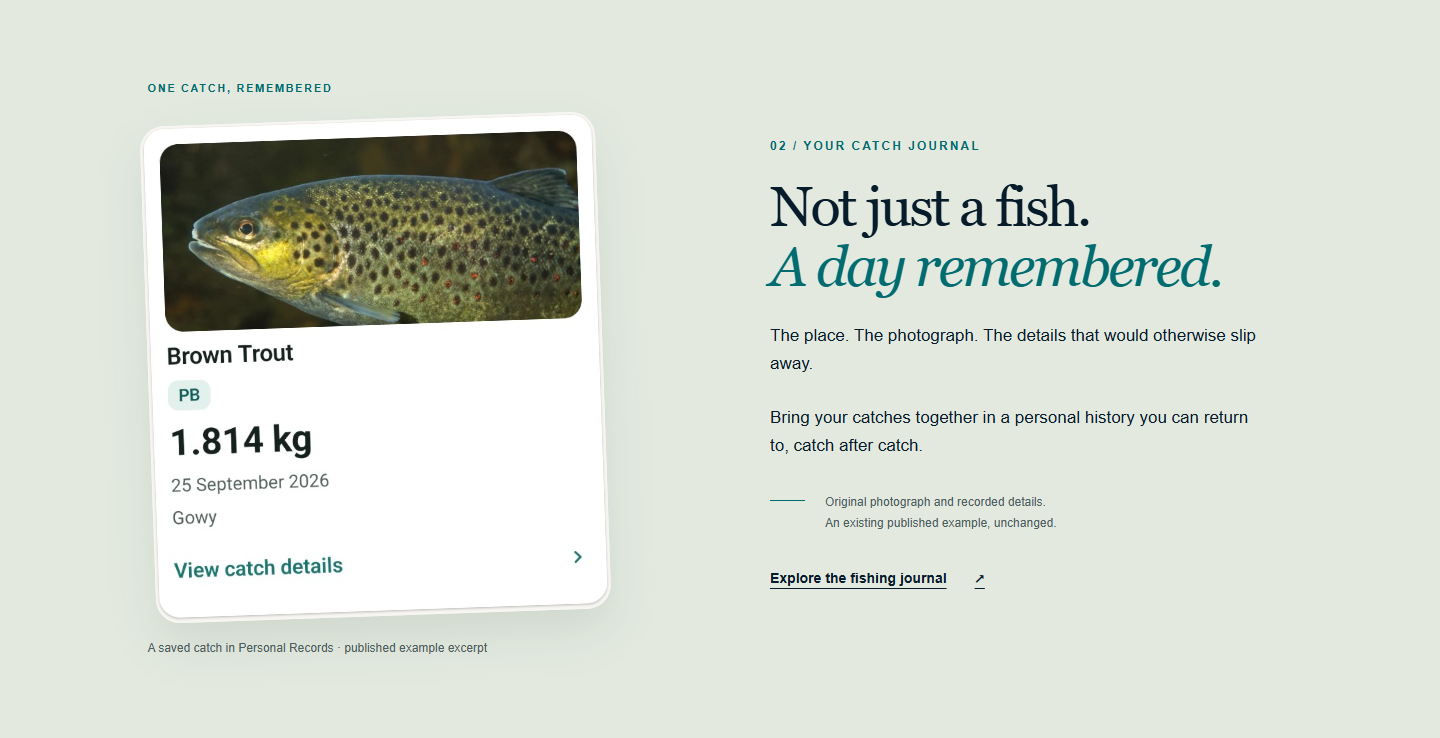 ONE CATCH, REMEMBERED
Brown Trout
PB
1.814 kg
25 September 2026
Gowy
View catch details
A saved catch in Personal Records · published example excerpt
02 / YOUR CATCH JOURNAL
Not just a fish.
A day remembered.
The place. The photograph. The details that would otherwise slip
away.
Bring your catches together in a personal history you can return
to, catch after catch.
Original photograph and recorded details.
An existing published example, unchanged.
Explore the fishing journal ↗